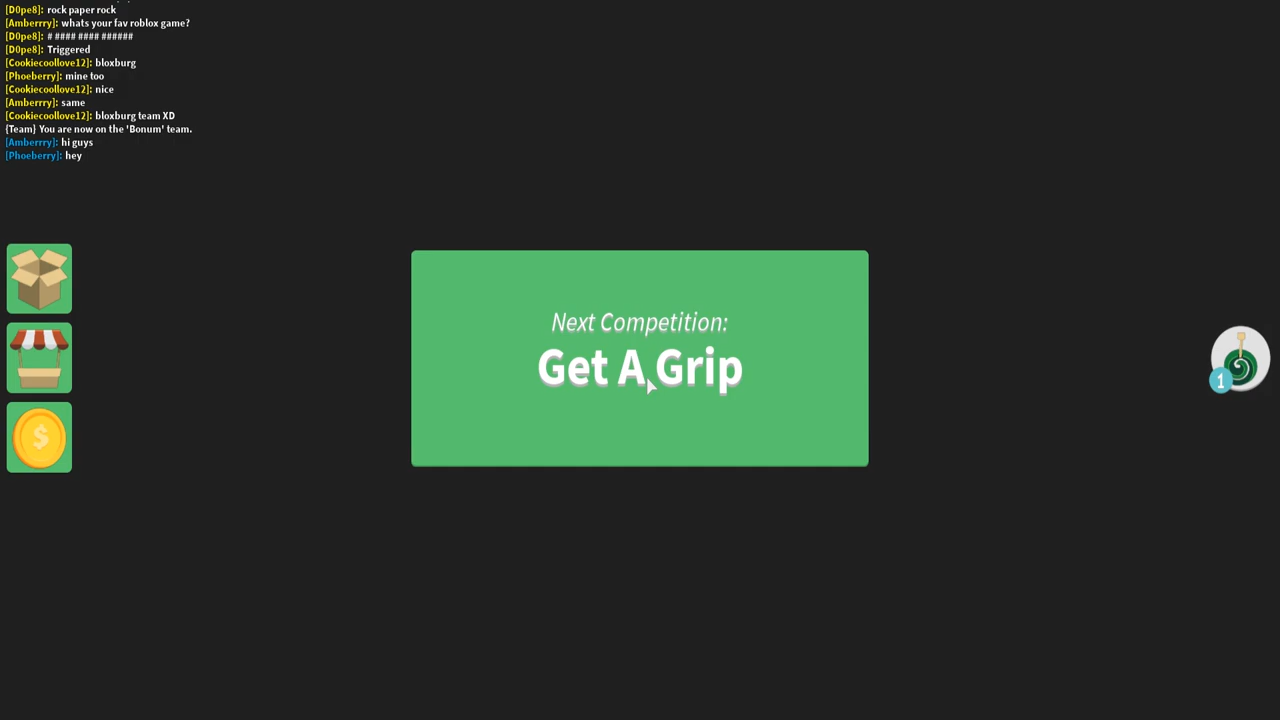 [D0pe8]: rock paper rock
[Amberrry]: whats your fav roblox game?
[D0pe8]: # #### #### ######
[D0pe8]: Triggered
[Cookiecoollove12]: bloxburg
[Phoeberry]: mine too
[Cookiecoollove12]: nice
[Amberrry]: same
[Cookiecoollove12]: bloxburg team XD
{Team} You are now on the 'Bonum' team.
[Amberrry]: hi guys
[Phoeberry]: hey
Next Competition:
Get A Grip
$
1